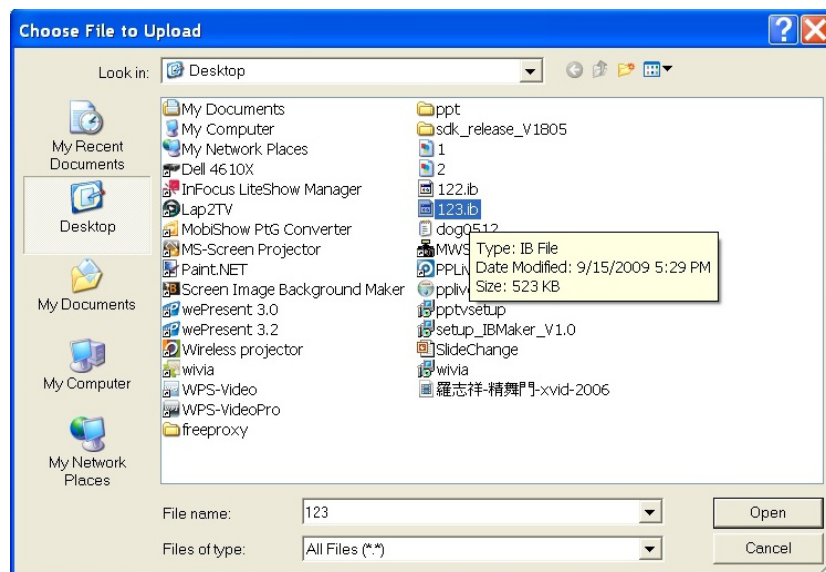 Choose File to Upload
Look in: Desktop
My Recent
Documents
Desktop
My Documents
My Computer
My Network
Places
My Documents
My Computer
My Network Places
Dell 4610X
InFocus LiteShow Manager
Lap2TV
MobiShow PtG Converter
MS-Screen Projector
Paint.NET
Screen Image Background Maker
wePresent 3.0
wePresent 3.2
Wireless projector
wivia
WPS-Video
WPS-VideoPro
freeproxy
ppt
sdk_release_V1805
1
2
122.ib
123.ib
dog0512
MWS
Type: IB File
Date Modified: 9/15/2009 5:29 PM
Size: 523 KB
pptvsetup
setup_IBMaker_V1.0
SlideChange
wivia
羅志祥-精舞門-xvid-2006
File name: 123
Open
Files of type: All Files (*.*)
Cancel